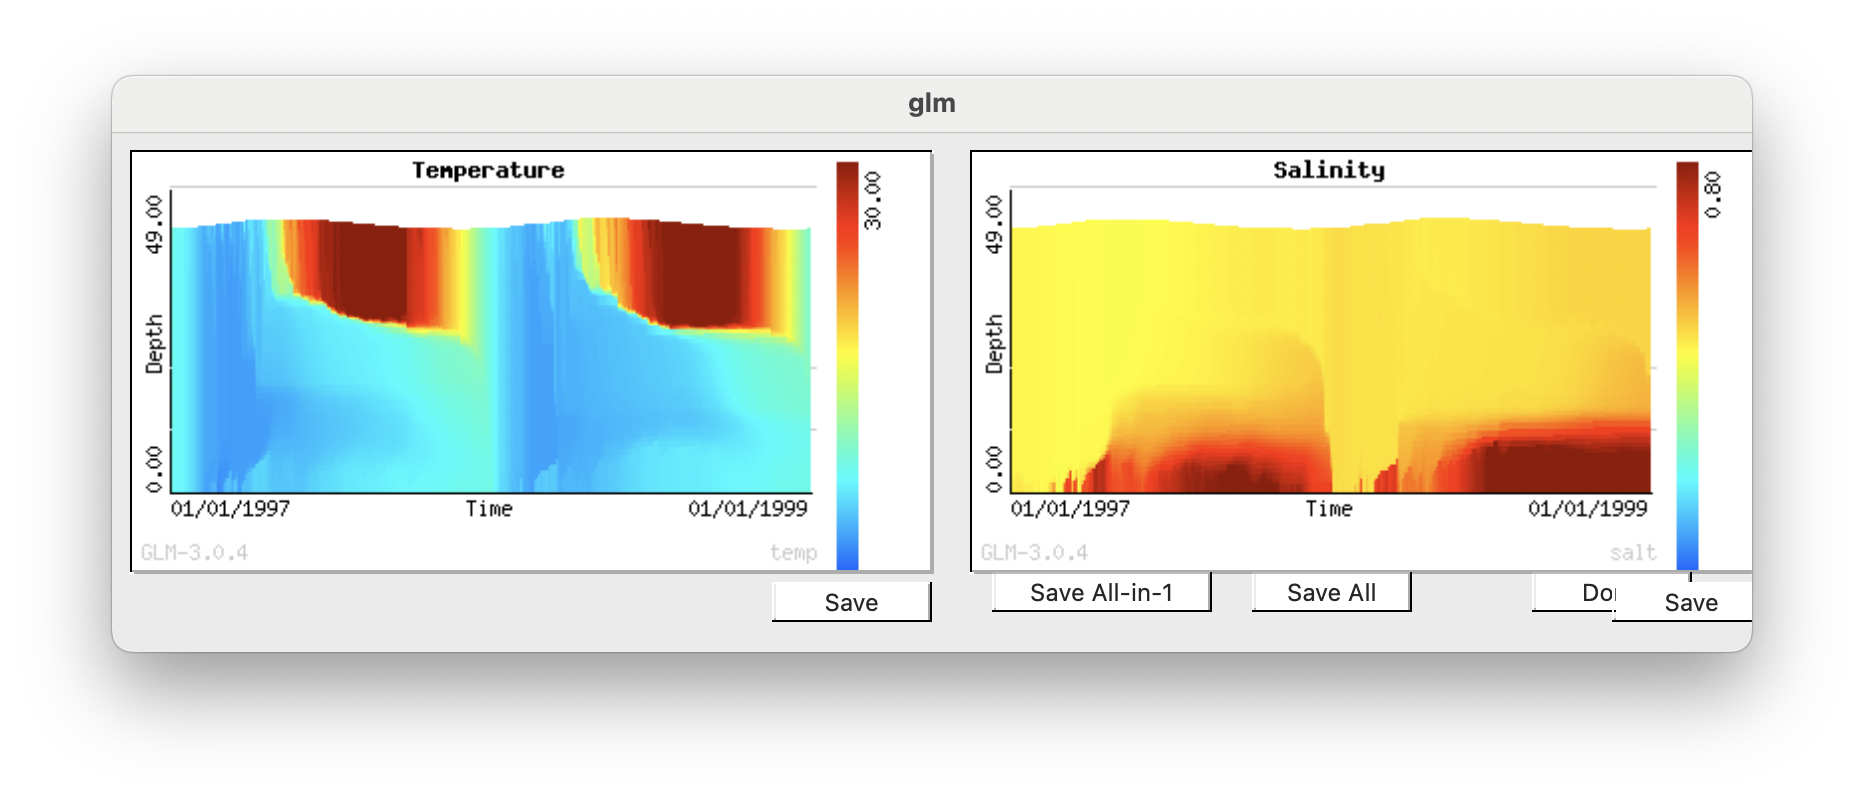 glm
Temperature
30.00
49.00
Depth
0.00
01/01/1997 Time 01/01/1999
GLM-3.0.4 temp
Save
Salinity
0.80
49.00
Depth
0.00
01/01/1997 Time 01/01/1999
GLM-3.0.4 salt
Save All-in-1
Save All
Save